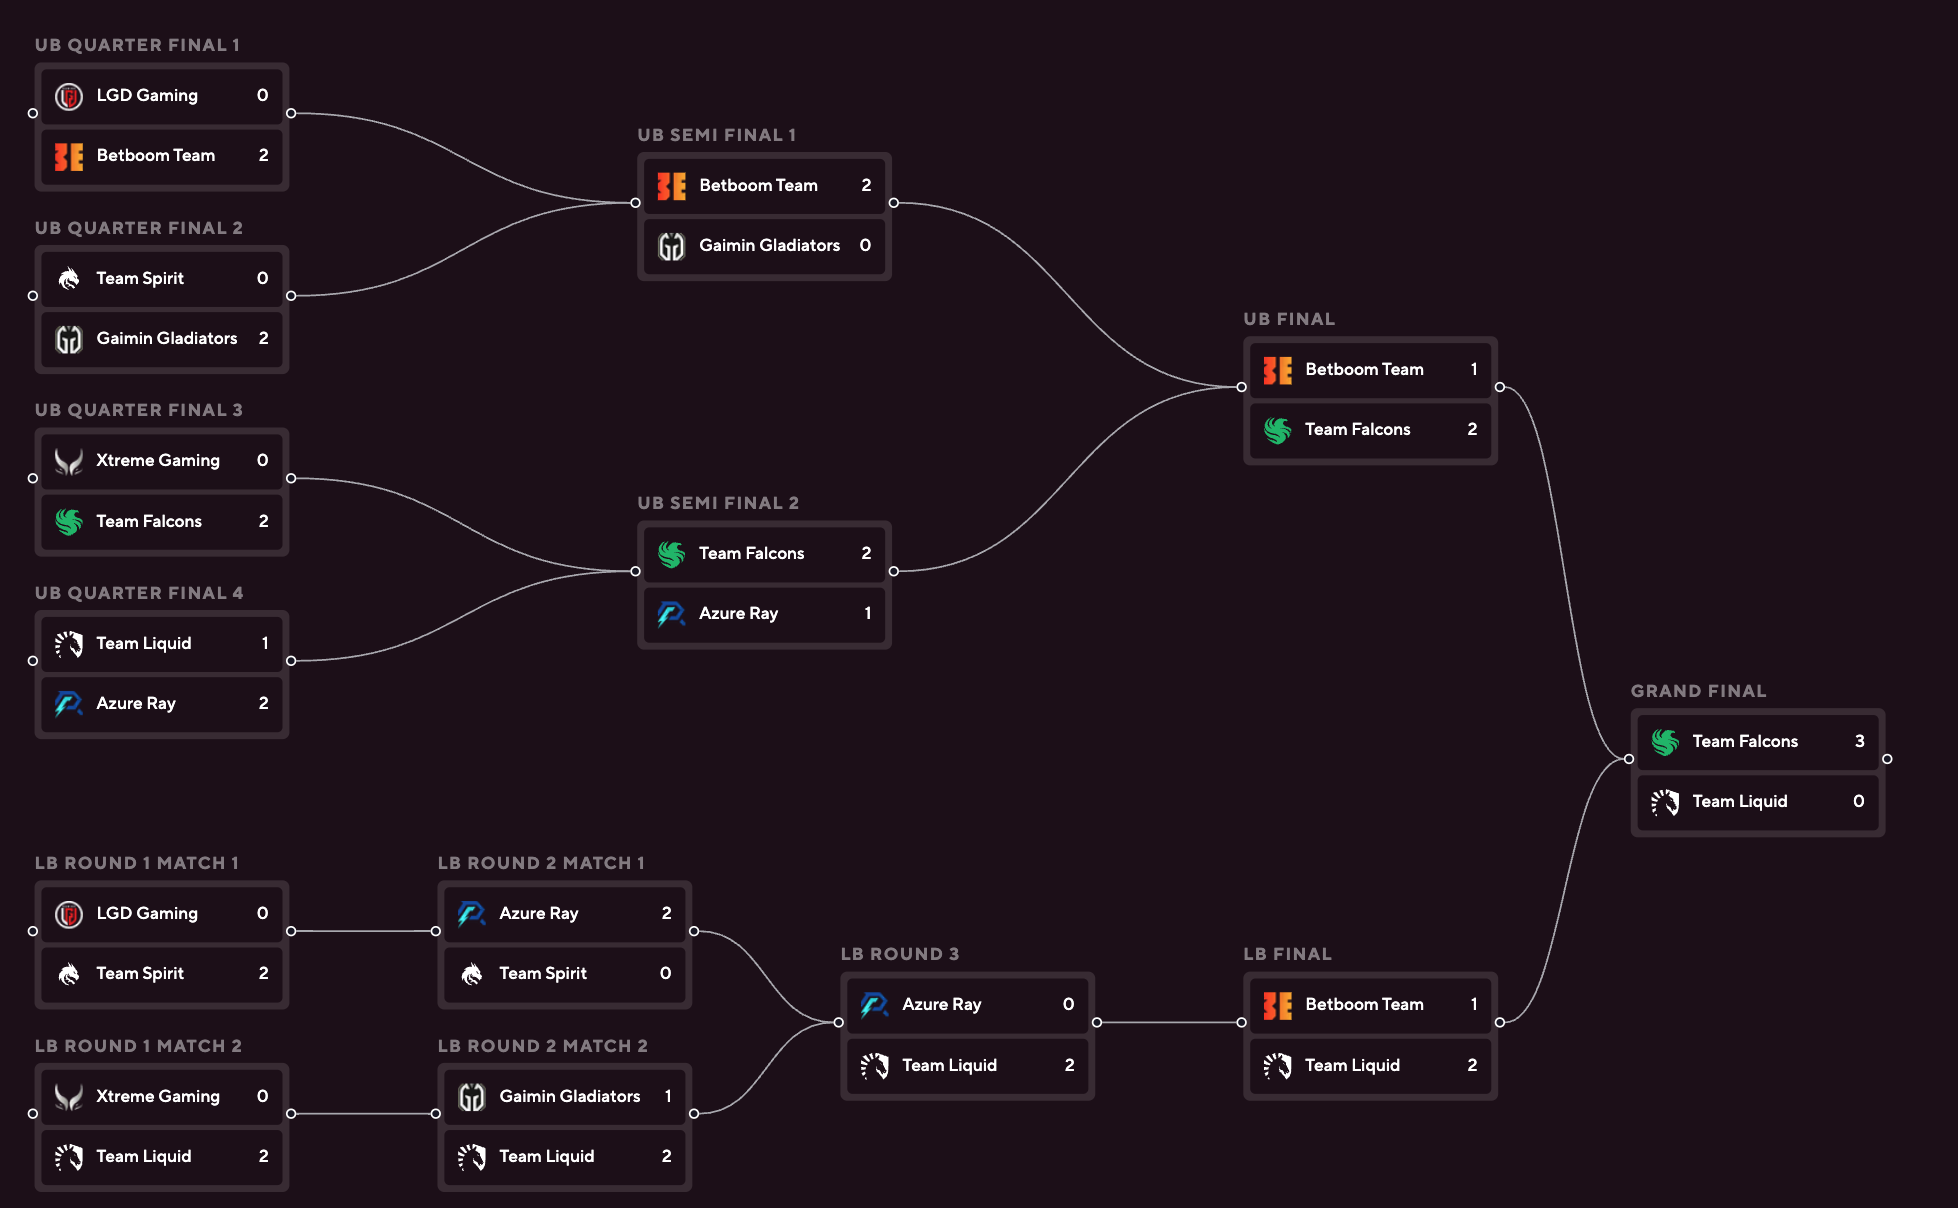 UB QUARTER FINAL 1
LGD Gaming 0
Betboom Team 2
UB QUARTER FINAL 2
Team Spirit 0
Gaimin Gladiators 2
UB QUARTER FINAL 3
Xtreme Gaming 0
Team Falcons 2
UB QUARTER FINAL 4
Team Liquid 1
Azure Ray 2
UB SEMI FINAL 1
Betboom Team 2
Gaimin Gladiators 0
UB SEMI FINAL 2
Team Falcons 2
Azure Ray 1
UB FINAL
Betboom Team 1
Team Falcons 2
GRAND FINAL
Team Falcons 3
Team Liquid 0
LB ROUND 1 MATCH 1
LGD Gaming 0
Team Spirit 2
LB ROUND 1 MATCH 2
Xtreme Gaming 0
Team Liquid 2
LB ROUND 2 MATCH 1
Azure Ray 2
Team Spirit 0
LB ROUND 2 MATCH 2
Gaimin Gladiators 1
Team Liquid 2
LB ROUND 3
Azure Ray 0
Team Liquid 2
LB FINAL
Betboom Team 1
Team Liquid 2